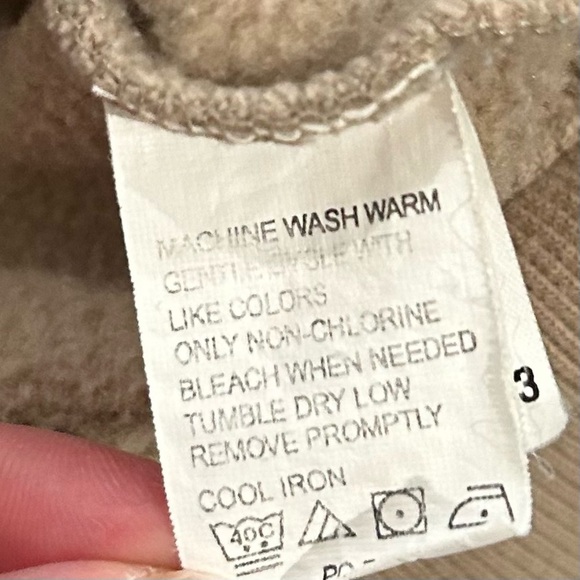 MACHINE WASH WARM
GENTLE CYCLE WITH
LIKE COLORS
ONLY NON-CHLORINE
BLEACH WHEN NEEDED
TUMBLE DRY LOW
REMOVE PROMPTLY
COOL IRON
40C
3